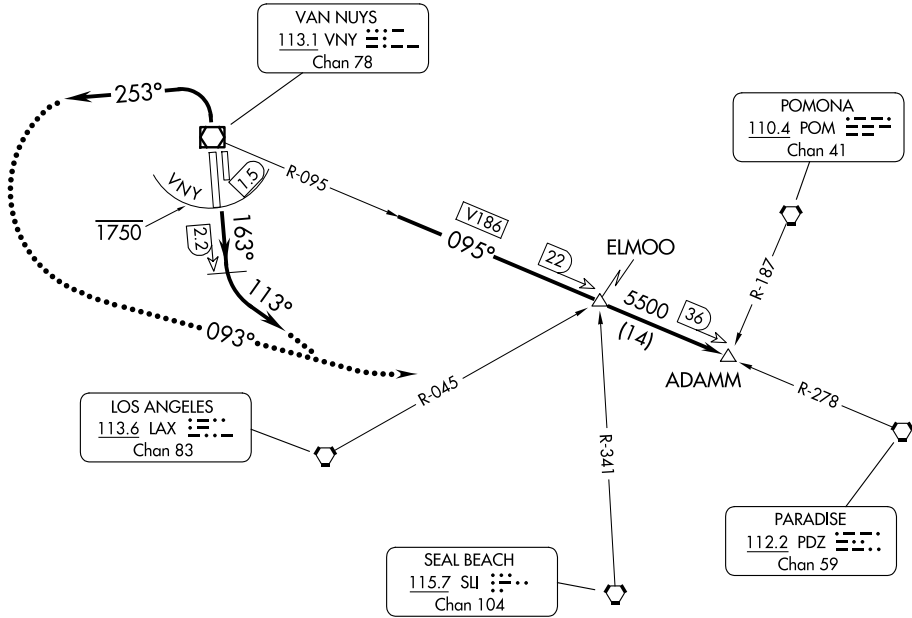 VAN NUYS
113.1 VNY
Chan 78
253°
POMONA
110.4 POM
Chan 41
VNY
1.5
R-095
1750
2.2
163°
V186
095°
22
ELMOO
R-187
113°
5500
(14)
36
093°
ADAMM
R-045
R-278
LOS ANGELES
113.6 LAX
Chan 83
R-341
PARADISE
112.2 PDZ
Chan 59
SEAL BEACH
115.7 SLI
Chan 104